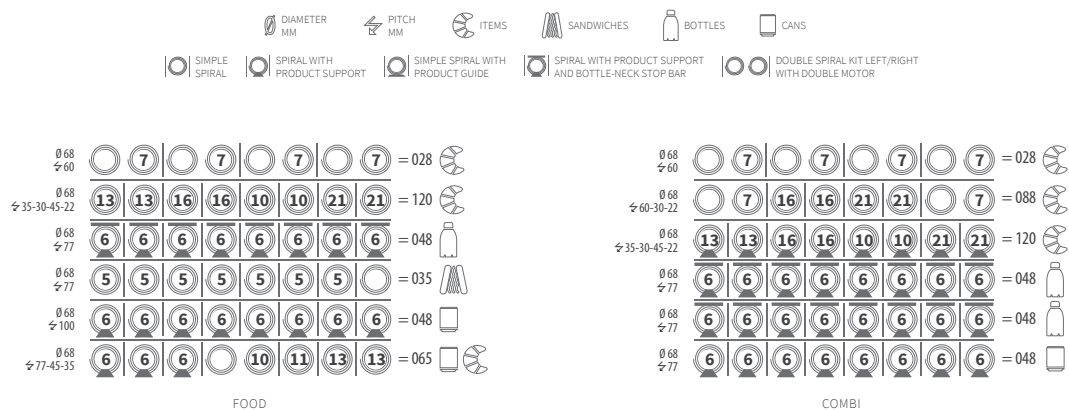 DIAMETER
MM
PITCH
MM
ITEMS
SANDWICHES
BOTTLES
CANS
SIMPLE
SPIRAL
SPIRAL WITH
PRODUCT SUPPORT
SIMPLE SPIRAL WITH
PRODUCT GUIDE
SPIRAL WITH PRODUCT SUPPORT
AND BOTTLE-NECK STOP BAR
DOUBLE SPIRAL KIT LEFT/RIGHT
WITH DOUBLE MOTOR
Ø 68
60
7 7 7 7 = 028
Ø 68
35-30-45-22
13 13 16 16 10 10 21 21 = 120
Ø 68
77
6 6 6 6 6 6 6 6 = 048
Ø 68
77
5 5 5 5 5 5 5 = 035
Ø 68
100
6 6 6 6 6 6 6 6 = 048
Ø 68
77-45-35
6 6 6 10 11 13 13 = 065
FOOD
Ø 68
60
7 7 7 7 = 028
Ø 68
60-30-22
7 16 16 21 21 7 = 088
Ø 68
35-30-45-22
13 13 16 16 10 10 21 21 = 120
Ø 68
77
6 6 6 6 6 6 6 6 = 048
Ø 68
77
6 6 6 6 6 6 6 6 = 048
Ø 68
77
6 6 6 6 6 6 6 6 = 048
COMBI